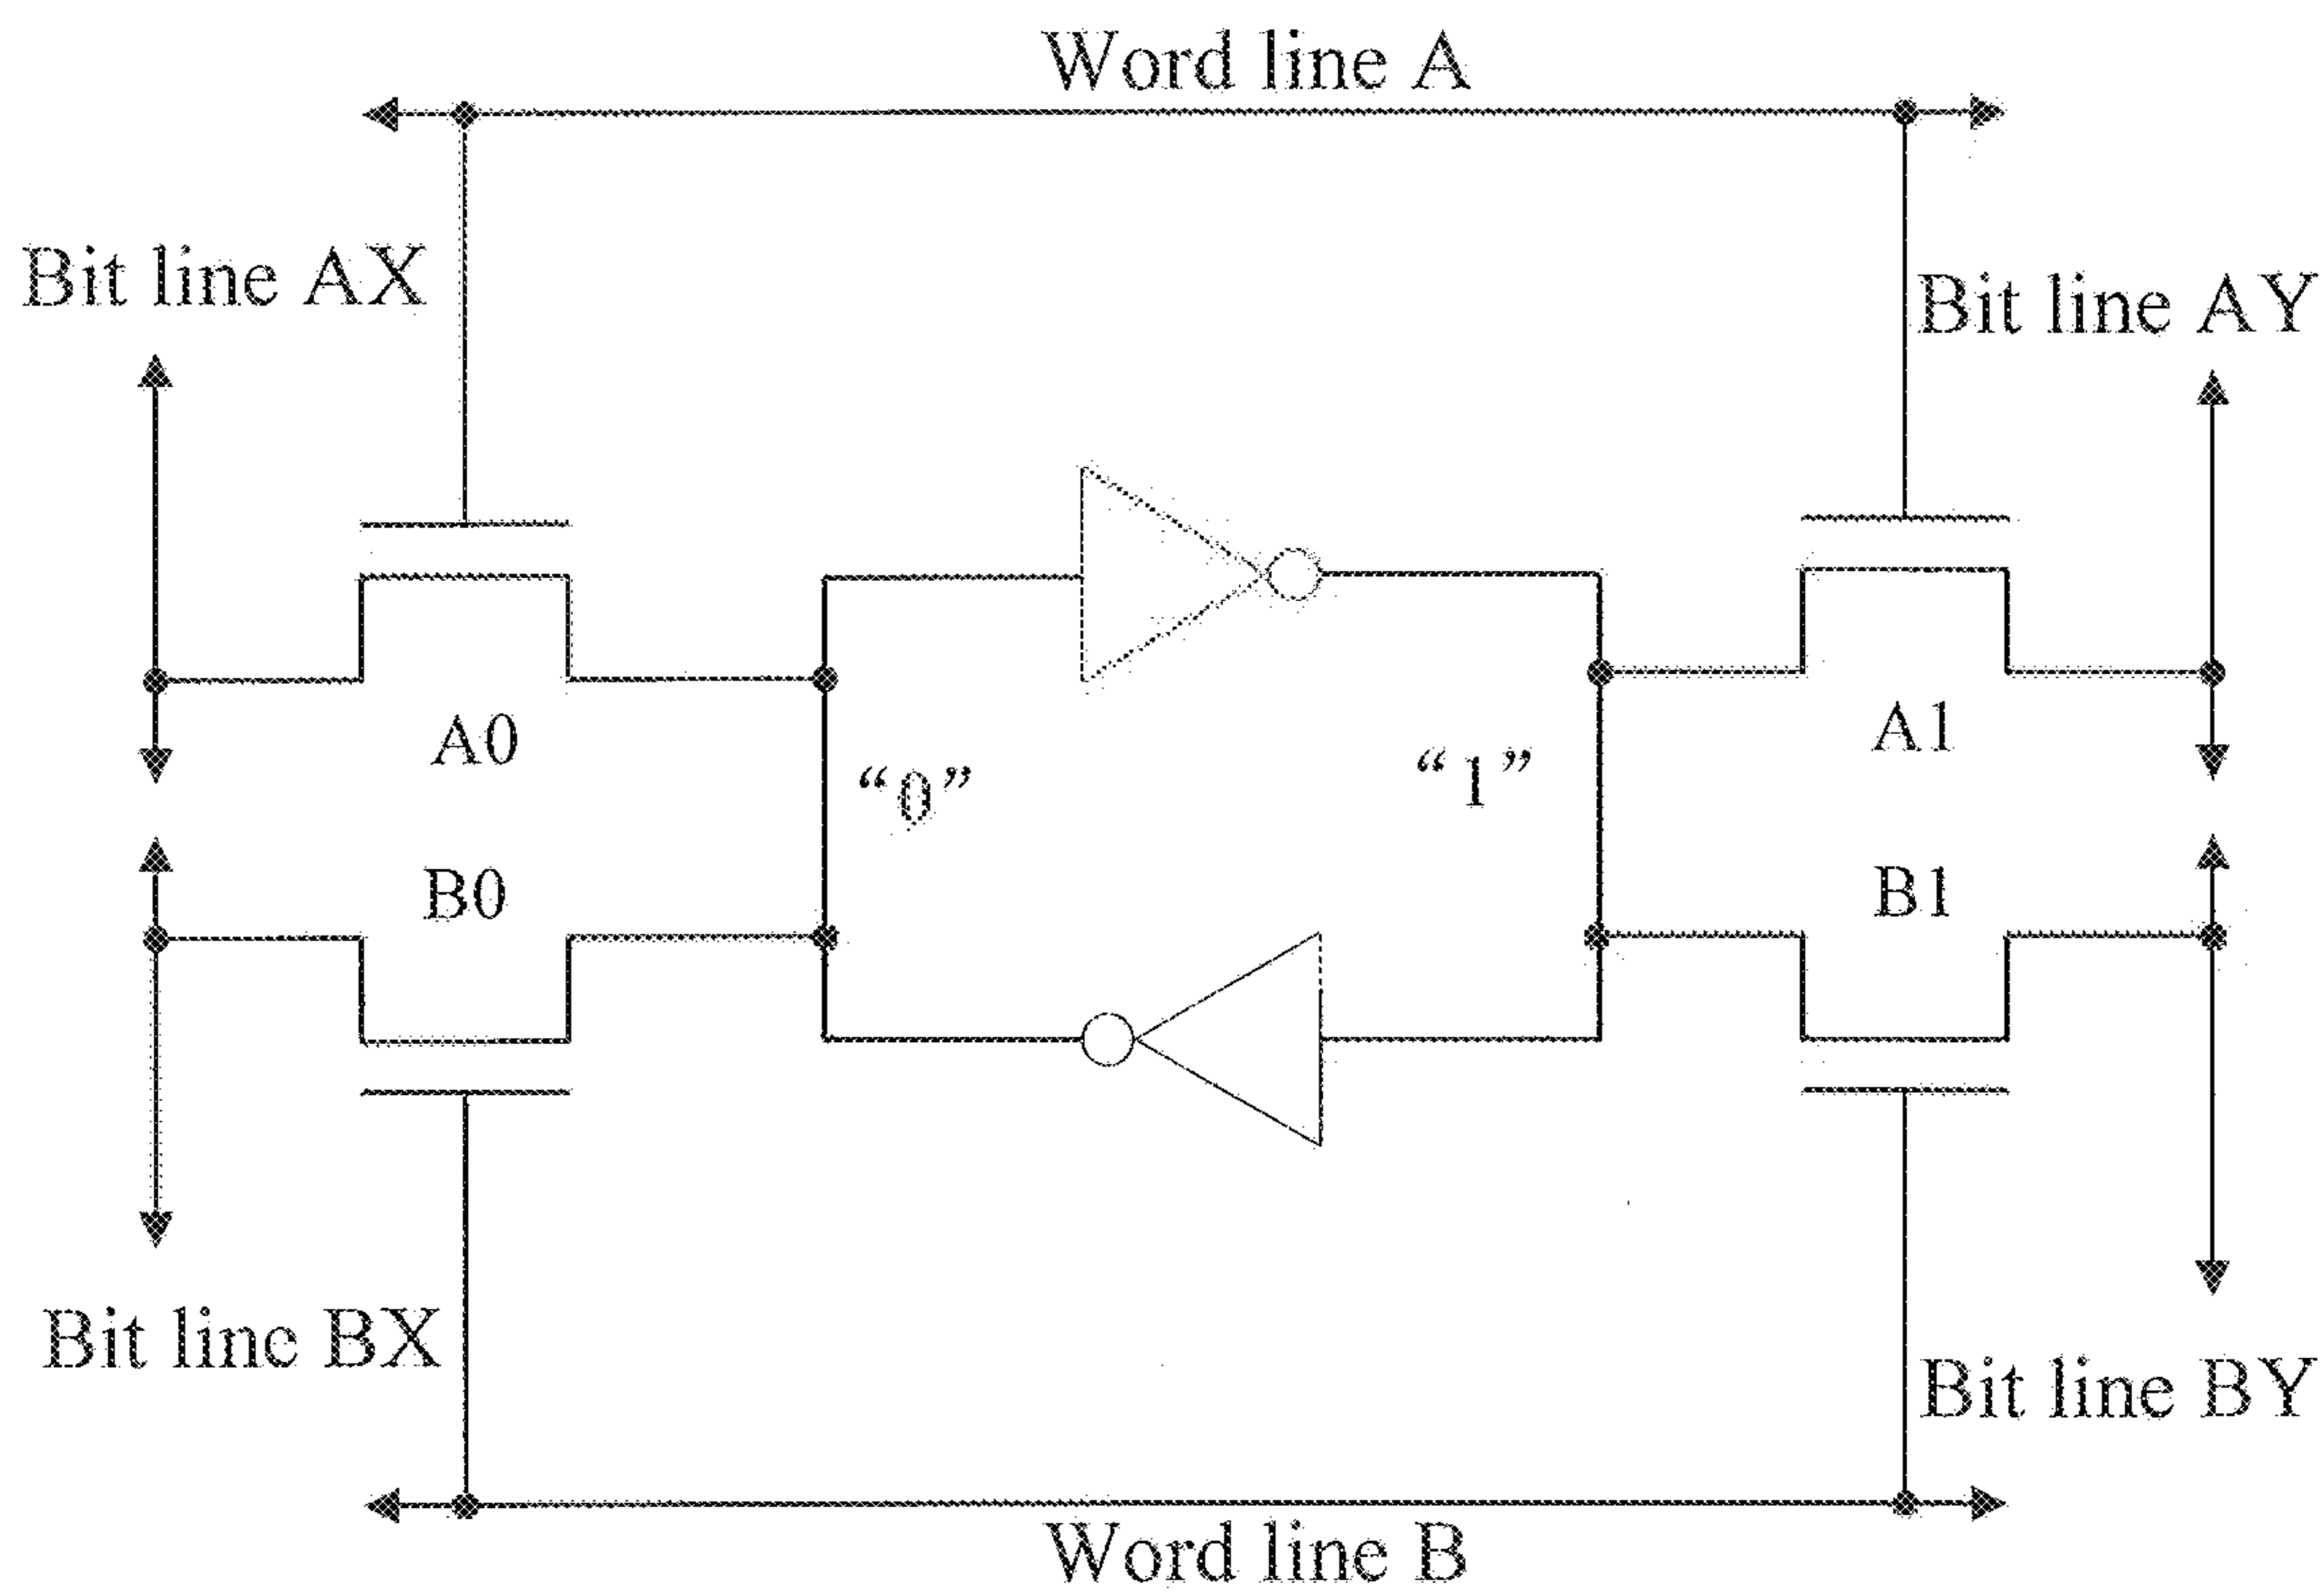 Word line A
Bit line AX
Bit line AY
A0
A1
“0”
“1”
B0
B1
Bit line BX
Bit line BY
Word line B